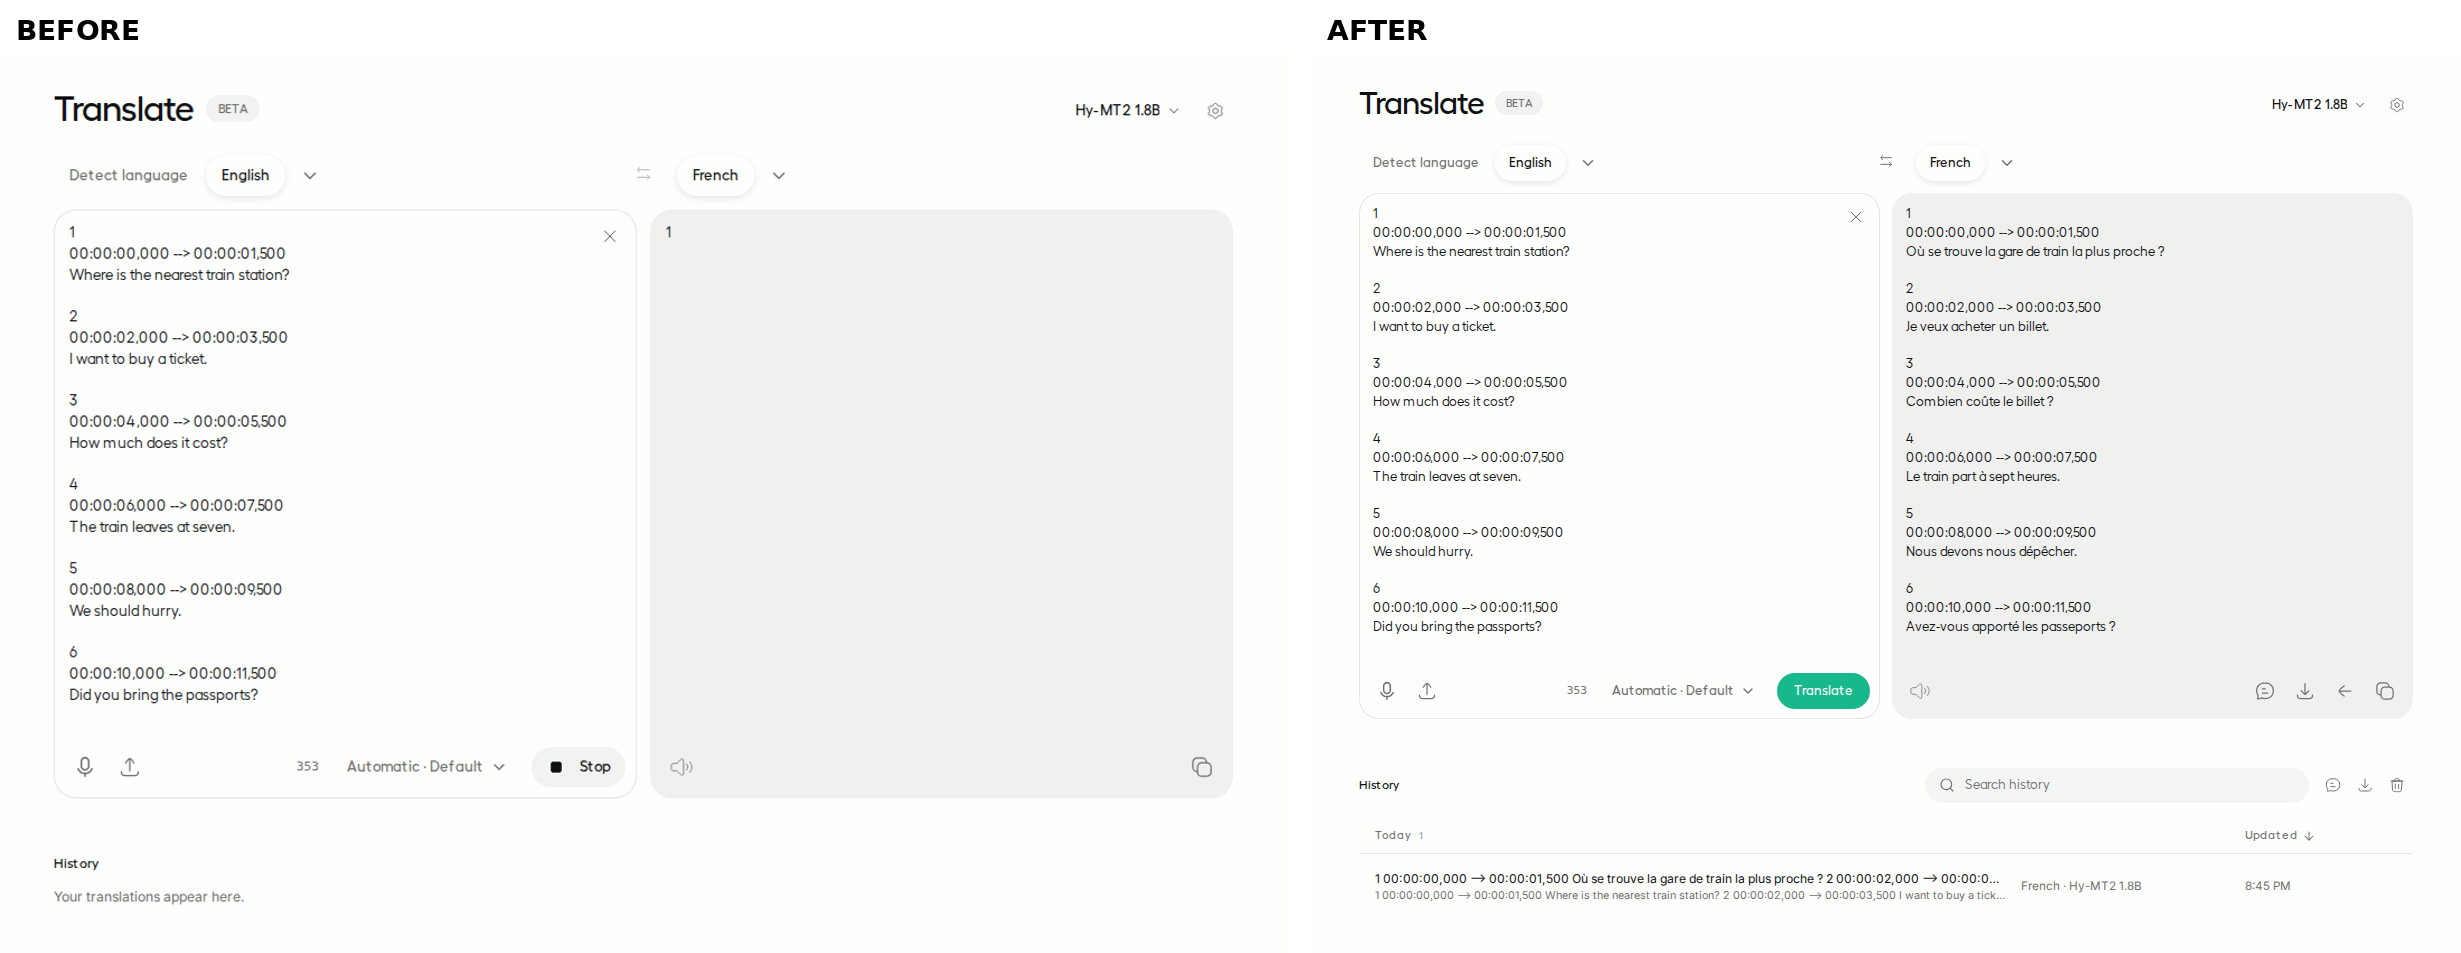 BEFORE
Translate BETA
Hy-MT2 1.8B
Detect language English
French
1
00:00:00,000 --> 00:00:01,500
Where is the nearest train station?
2
00:00:02,000 --> 00:00:03,500
I want to buy a ticket.
3
00:00:04,000 --> 00:00:05,500
How much does it cost?
4
00:00:06,000 --> 00:00:07,500
The train leaves at seven.
5
00:00:08,000 --> 00:00:09,500
We should hurry.
6
00:00:10,000 --> 00:00:11,500
Did you bring the passports?
353 Automatic · Default Stop
1
History
Your translations appear here.
AFTER
Translate BETA
Hy-MT2 1.8B
Detect language English
French
1
00:00:00,000 --> 00:00:01,500
Where is the nearest train station?
2
00:00:02,000 --> 00:00:03,500
I want to buy a ticket.
3
00:00:04,000 --> 00:00:05,500
How much does it cost?
4
00:00:06,000 --> 00:00:07,500
The train leaves at seven.
5
00:00:08,000 --> 00:00:09,500
We should hurry.
6
00:00:10,000 --> 00:00:11,500
Did you bring the passports?
353 Automatic · Default Translate
1
00:00:00,000 --> 00:00:01,500
Où se trouve la gare de train la plus proche ?
2
00:00:02,000 --> 00:00:03,500
Je veux acheter un billet.
3
00:00:04,000 --> 00:00:05,500
Combien coûte le billet ?
4
00:00:06,000 --> 00:00:07,500
Le train part à sept heures.
5
00:00:08,000 --> 00:00:09,500
Nous devons nous dépêcher.
6
00:00:10,000 --> 00:00:11,500
Avez-vous apporté les passeports ?
History
Search history
Today 1
Updated ↓
1 00:00:00,000 --> 00:00:01,500 Où se trouve la gare de train la plus proche ? 2 00:00:02,000 --> 00:00:0...
1 00:00:00,000 --> 00:00:01,500 Where is the nearest train station? 2 00:00:02,000 --> 00:00:03,500 I want to buy a tick...
French · Hy-MT2 1.8B
8:45 PM